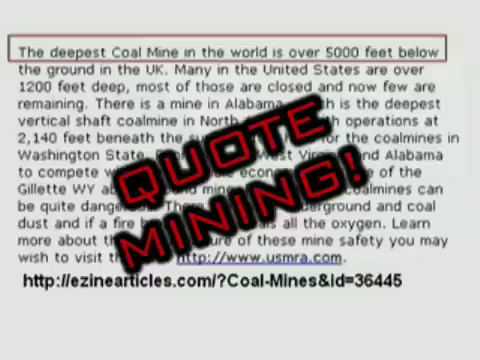 The deepest Coal Mine in the world is over 5000 feet below
the ground in the UK. Many in the United States are over
1200 feet deep, most of those are closed and now few are
remaining. There is a mine in Alabama is the deepest
vertical shaft coalmine in North operations at
2,140 feet beneath the for the coalmines in
Washington State, West and Alabama
to compete of the
Gillette WY mine coalmines can
be quite and coal
dust and if a fire all the oxygen. Learn
more about of these mine safety you may
wish to visit http://www.usmra.com.
QUOTE
MINING!
http://ezinearticles.com/?Coal-Mines&id=36445